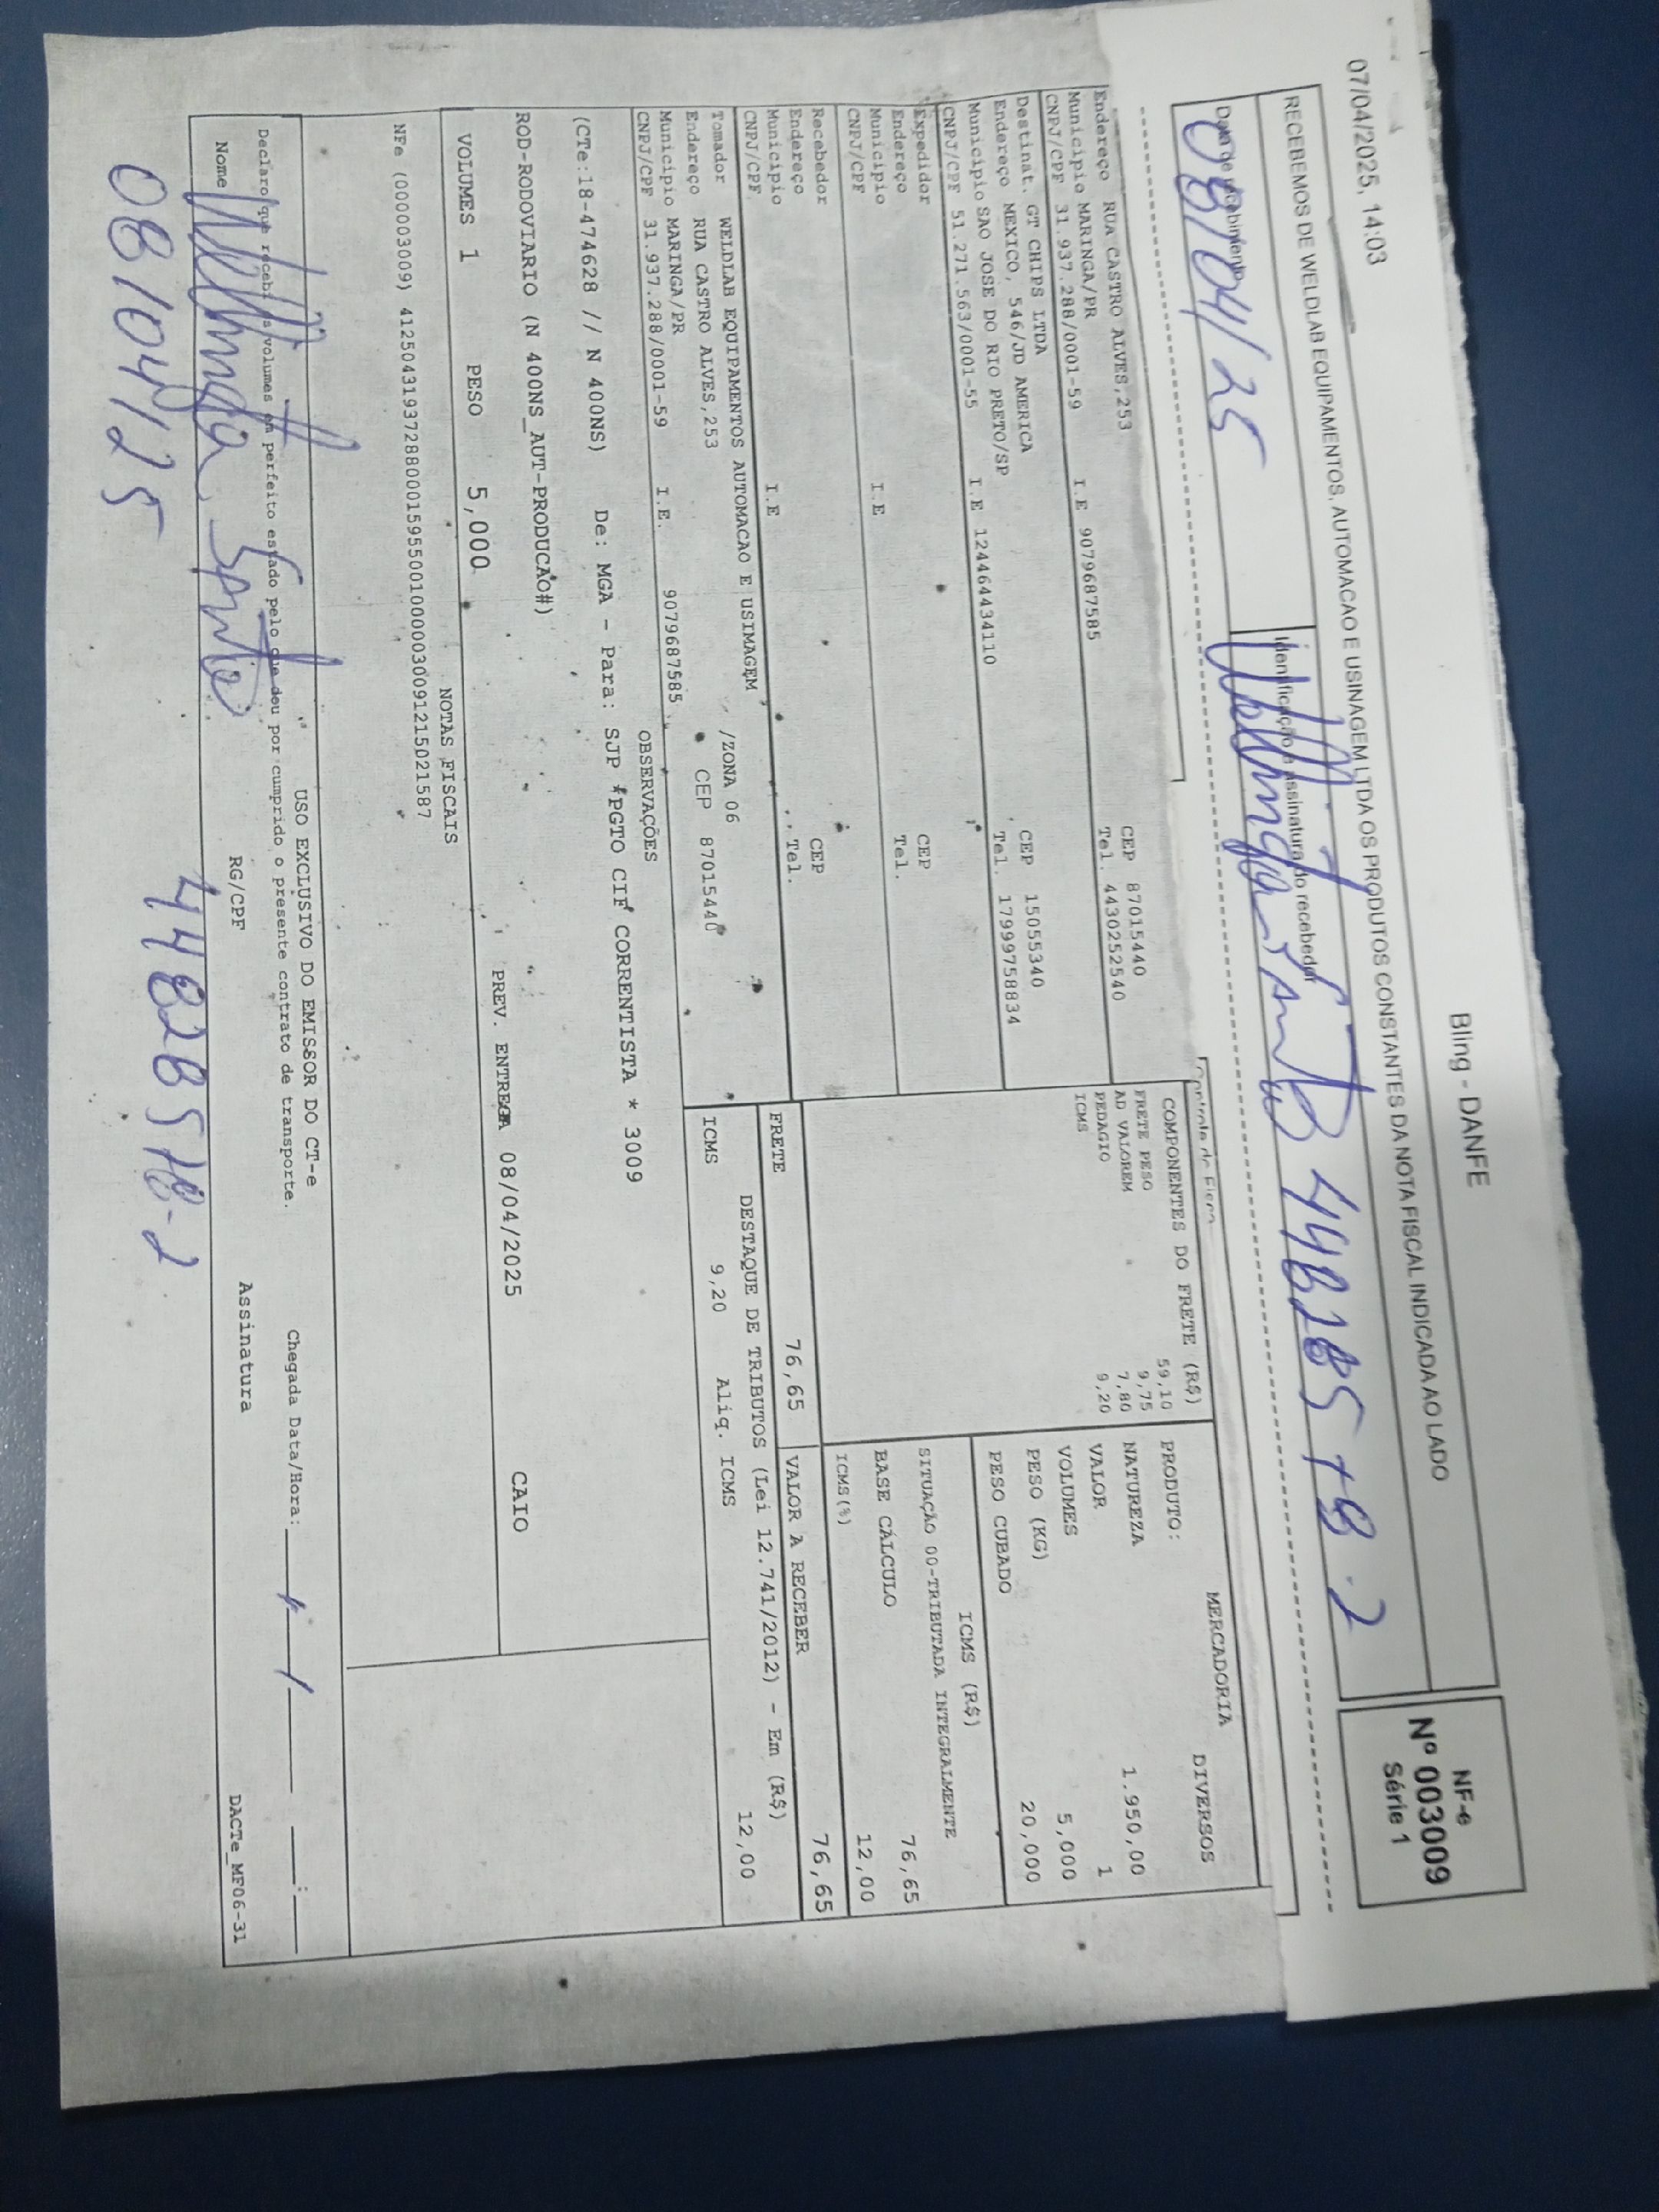 07/04/2025, 14:03
Bling - DANFE
RECEBEMOS DE WELDLAB EQUIPAMENTOS, AUTOMACAO E USINAGEM LTDA OS PRODUTOS CONSTANTES DA NOTA FISCAL INDICADA AO LADO
NF-e
Nº 003009
Série 1
Data de recebimento
08/04/25
Identificação e assinatura do recebedor
Endereço RUA CASTRO ALVES,253 CEP 87015440
Municipio MARINGA/PR Tel. 4430252540
CNPJ/CPF 31.937.288/0001-59 I.E 9079687585
Destinat. GT CHIPS LTDA
Endereço MEXICO, 546/JD AMERICA CEP 15055340
Municipio SAO JOSE DO RIO PRETO/SP Tel. 17999758834
CNPJ/CPF 51.271.563/0001-55 I.E 124464434110
Expedidor
Endereço CEP
Municipio Tel.
CNPJ/CPF I.E
Recebedor
Endereço CEP
Municipio Tel.
CNPJ/CPF I.E
Tomador WELDLAB EQUIPAMENTOS AUTOMACAO E USIMAGEM
Endereço RUA CASTRO ALVES,253 /ZONA 06
Municipio MARINGA/PR CEP 87015440
CNPJ/CPF 31.937.288/0001-59 I.E. 9079687585
COMPONENTES DO FRETE (R$)
FRETE PESO 59,10
AD VALOREM 9,75
PEDAGIO 7,80
ICMS 9,20
MERCADORIA
PRODUTO: DIVERSOS
NATUREZA
VALOR 1.950,00
VOLUMES 1
PESO (KG) 5,000
PESO CUBADO 20,000
ICMS (R$)
SITUAÇÃO 00-TRIBUTADA INTEGRALMENTE
BASE CÁLCULO 76,65
ICMS(%) 12,00
FRETE 76,65 VALOR A RECEBER 76,65
DESTAQUE DE TRIBUTOS (Lei 12.741/2012) - Em (R$)
ICMS 9,20 Aliq. ICMS 12,00
OBSERVAÇÕES
(CTe:18-474628 // N 400NS) De: MGA - Para: SJP *PGTO CIF CORRENTISTA * 3009
ROD-RODOVIARIO (N 400NS_AUT-PRODUCAO#)
VOLUMES 1 PESO 5,000 PREV. ENTREGA 08/04/2025 CAIO
NOTAS FISCAIS
NFe (000003009) 41250431937288000159550010000030091215021587
USO EXCLUSIVO DO EMISSOR DO CT-e
Declaro que recebi os volumes em perfeito estado pelo que dou por cumprido o presente contrato de transporte. Chegada Data/Hora:
Nome RG/CPF Assinatura DACTe_MF06-31
08/04/25